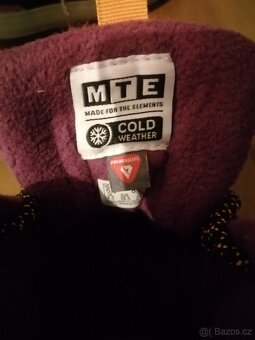 MTE
MADE FOR THE ELEMENTS
COLD
WEATHER
PRIMALOFT
Bazos.cz